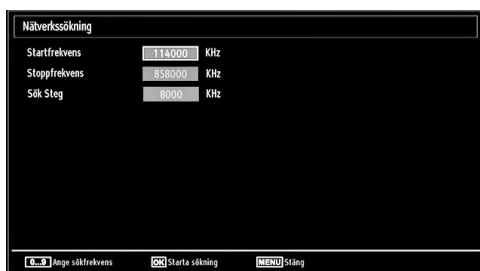 Nätverkssökning
Startfrekvens 114000 KHz
Stoppfrekvens 858000 KHz
Sök Steg 8000 KHz
0...9 Ange sökfrekvens OK Starta sökning MENU Stäng